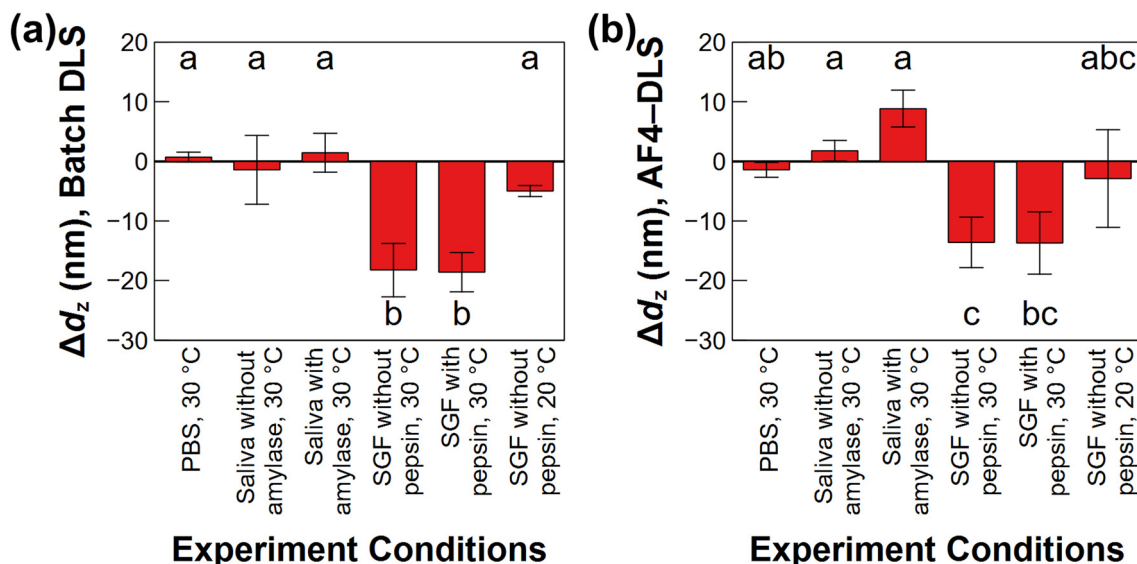 (a)
Δdz (nm), Batch DLS
20
10
0
−10
−20
−30
a
a
a
b
b
a
PBS, 30 °C
Saliva without
amylase, 30 °C
Saliva with
amylase, 30 °C
SGF without
pepsin, 30 °C
SGF with
pepsin, 30 °C
SGF without
pepsin, 20 °C
Experiment Conditions
(b)
Δdz (nm), AF4–DLS
20
10
0
−10
−20
−30
ab
a
a
c
bc
abc
PBS, 30 °C
Saliva without
amylase, 30 °C
Saliva with
amylase, 30 °C
SGF without
pepsin, 30 °C
SGF with
pepsin, 30 °C
SGF without
pepsin, 20 °C
Experiment Conditions